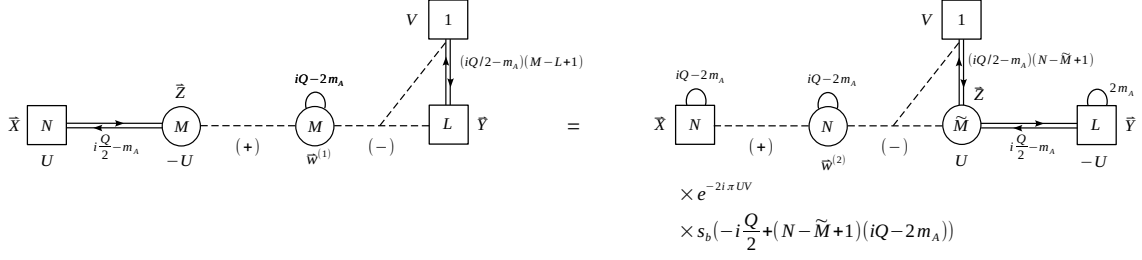 V 1 V 1
(iQ/2−m_A)(M−L+1) (iQ/2−m_A)(N−M̃+1)
Z⃗ iQ−2m_A iQ−2m_A iQ−2m_A Z⃗ 2m_A
X⃗ N M M L Y⃗ = X⃗ N N M̃ L Y⃗
i Q/2 −m_A (+) (−) (+) (−) i Q/2 −m_A
U −U w⃗^(1) w⃗^(2) U −U
× e^{−2iπUV}
× s_b(−i Q/2 +(N−M̃+1)(iQ−2m_A))